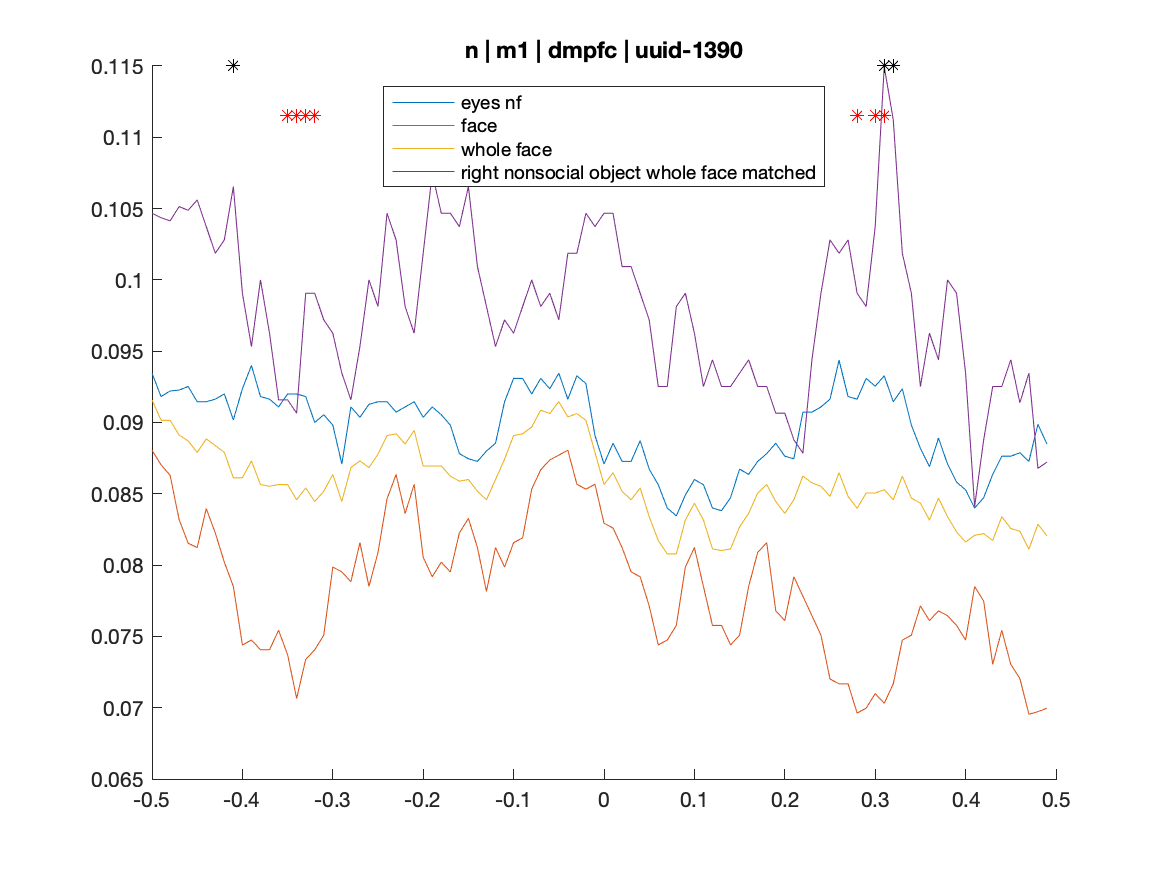 n | m1 | dmpfc | uuid-1390
0.115
0.11
0.105
0.1
0.095
0.09
0.085
0.08
0.075
0.07
0.065
eyes nf
face
whole face
right nonsocial object whole face matched
-0.5 -0.4 -0.3 -0.2 -0.1 0 0.1 0.2 0.3 0.4 0.5